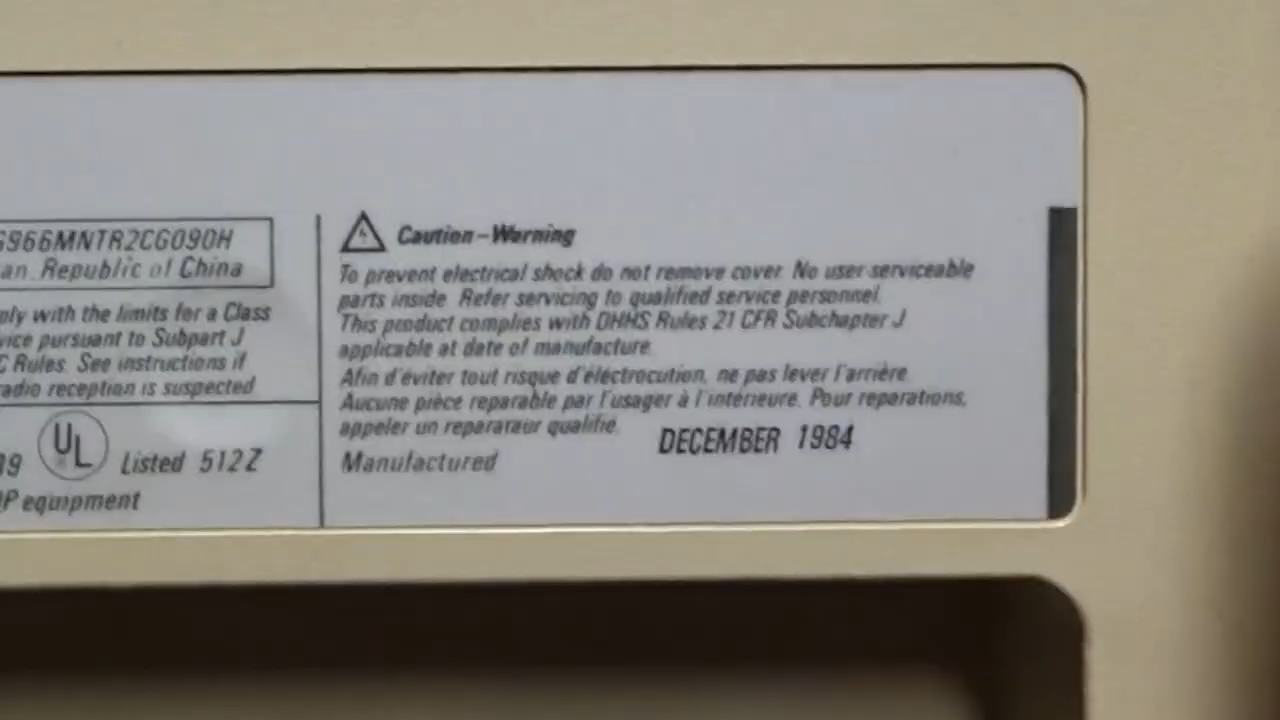 S966MNTR2CG090H
an. Republic of China
ply with the limits for a Class
vice pursuant to Subpart J
C Rules. See instructions if
radio reception is suspected
39 UL Listed 512Z
P equipment
Caution-Warning
To prevent electrical shock do not remove cover. No user-serviceable
parts inside. Refer servicing to qualified service personnel.
This product complies with DHHS Rules 21 CFR Subchapter J
applicable at date of manufacture.
Afin d'éviter tout risque d'électrocution, ne pas lever l'arrière.
Aucune pièce reparable par l'usager à l'intérieure. Pour reparations,
appeler un reparataur qualifié.
DECEMBER 1984
Manufactured